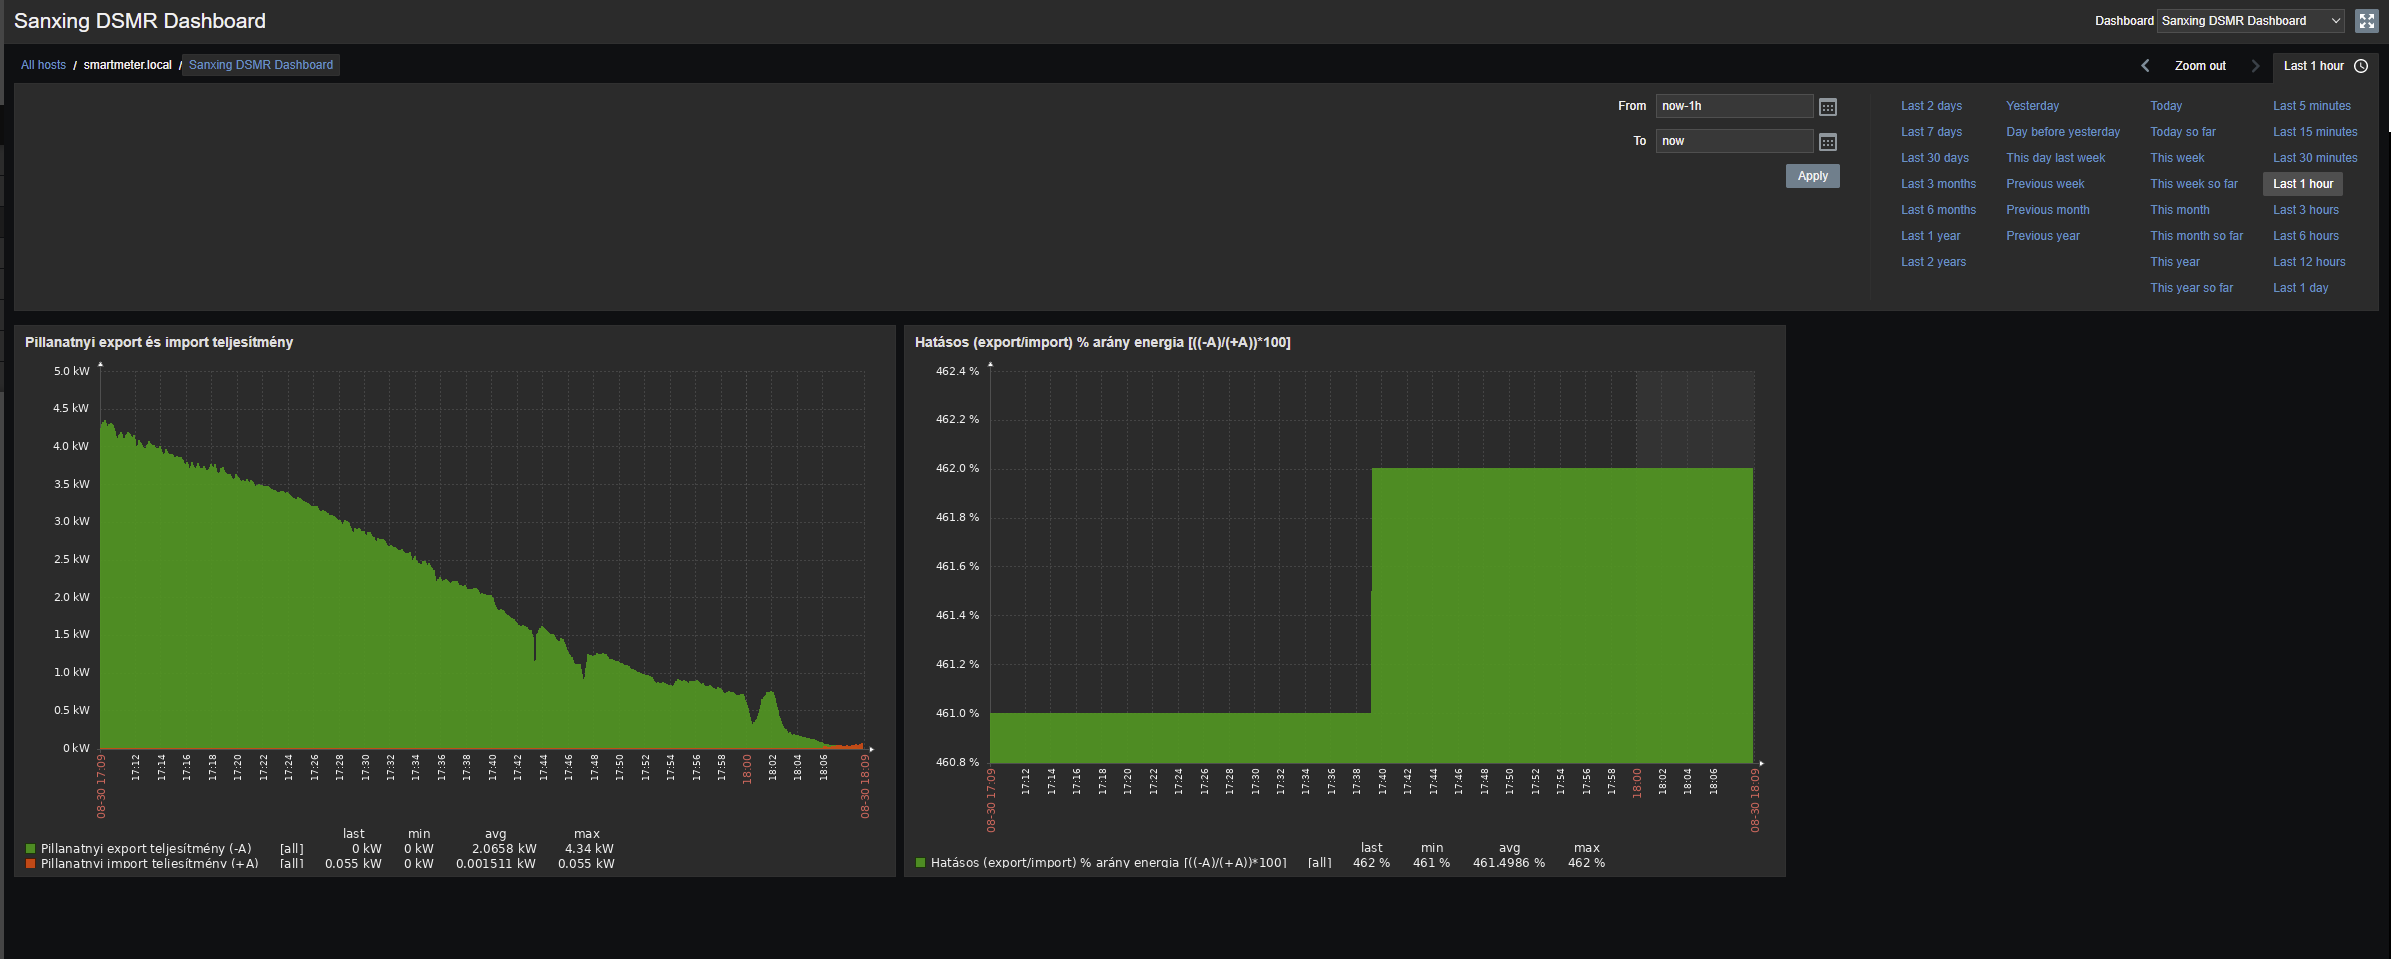 Sanxing DSMR Dashboard
Dashboard Sanxing DSMR Dashboard
All hosts / smartmeter.local / Sanxing DSMR Dashboard
Zoom out Last 1 hour
From now-1h
To now
Apply
Last 2 days Yesterday Today Last 5 minutes
Last 7 days Day before yesterday Today so far Last 15 minutes
Last 30 days This day last week This week Last 30 minutes
Last 3 months Previous week This week so far Last 1 hour
Last 6 months Previous month This month Last 3 hours
Last 1 year Previous year This month so far Last 6 hours
Last 2 years This year Last 12 hours
This year so far Last 1 day
Pillanatnyi export és import teljesítmény
5.0 kW
4.5 kW
4.0 kW
3.5 kW
3.0 kW
2.5 kW
2.0 kW
1.5 kW
1.0 kW
0.5 kW
0 kW
08-30 17:09 17:12 17:14 17:16 17:18 17:20 17:22 17:24 17:26 17:28 17:30 17:32 17:34 17:36 17:38 17:40 17:42 17:44 17:46 17:48 17:50 17:52 17:54 17:56 17:58 18:00 18:02 18:04 18:06 08-30 18:09
last min avg max
Pillanatnyi export teljesítmény (-A) [all] 0 kW 0 kW 2.0658 kW 4.34 kW
Pillanatnyi import teljesítmény (+A) [all] 0.055 kW 0 kW 0.001511 kW 0.055 kW
Hatásos (export/import) % arány energia [((-A)/(+A))*100]
462.4 %
462.2 %
462.0 %
461.8 %
461.6 %
461.4 %
461.2 %
461.0 %
460.8 %
08-30 17:09 17:12 17:14 17:16 17:18 17:20 17:22 17:24 17:26 17:28 17:30 17:32 17:34 17:36 17:38 17:40 17:42 17:44 17:46 17:48 17:50 17:52 17:54 17:56 17:58 18:00 18:02 18:04 18:06 08-30 18:09
last min avg max
Hatásos (export/import) % arány energia [((-A)/(+A))*100] [all] 462 % 461 % 461.4986 % 462 %